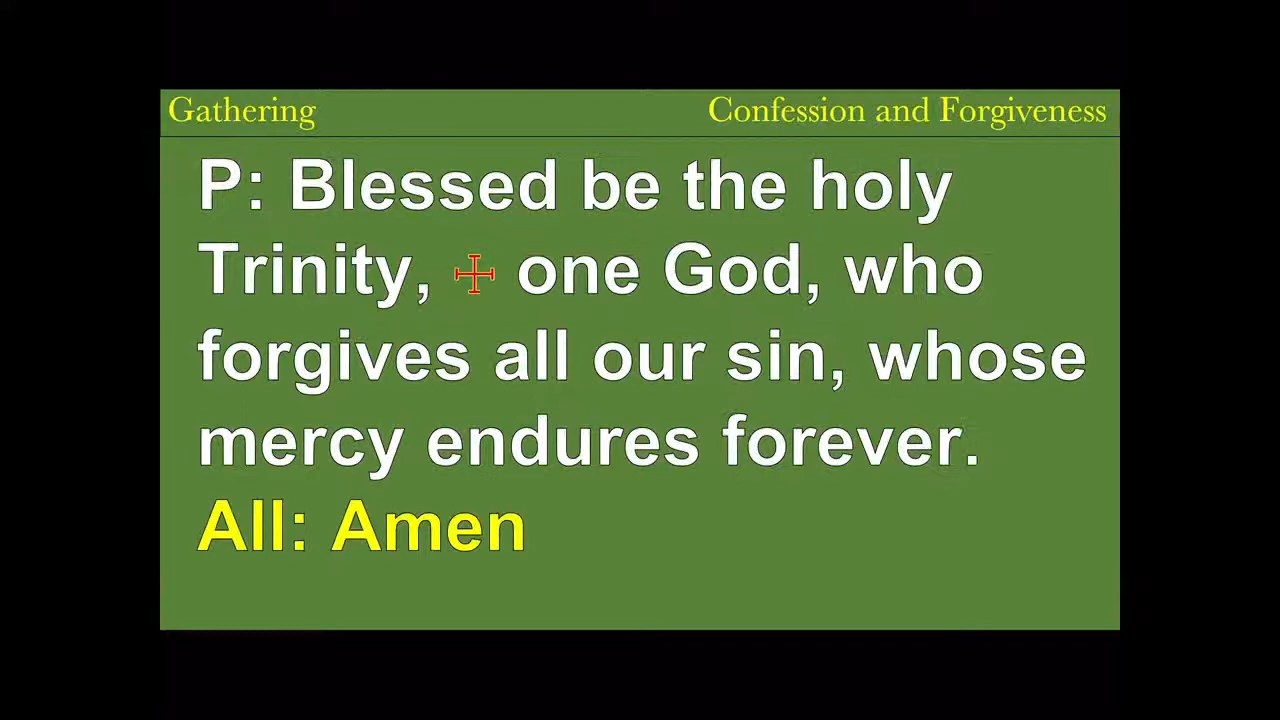 Gathering
Confession and Forgiveness
P: Blessed be the holy
Trinity, ☩ one God, who
forgives all our sin, whose
mercy endures forever.
All: Amen